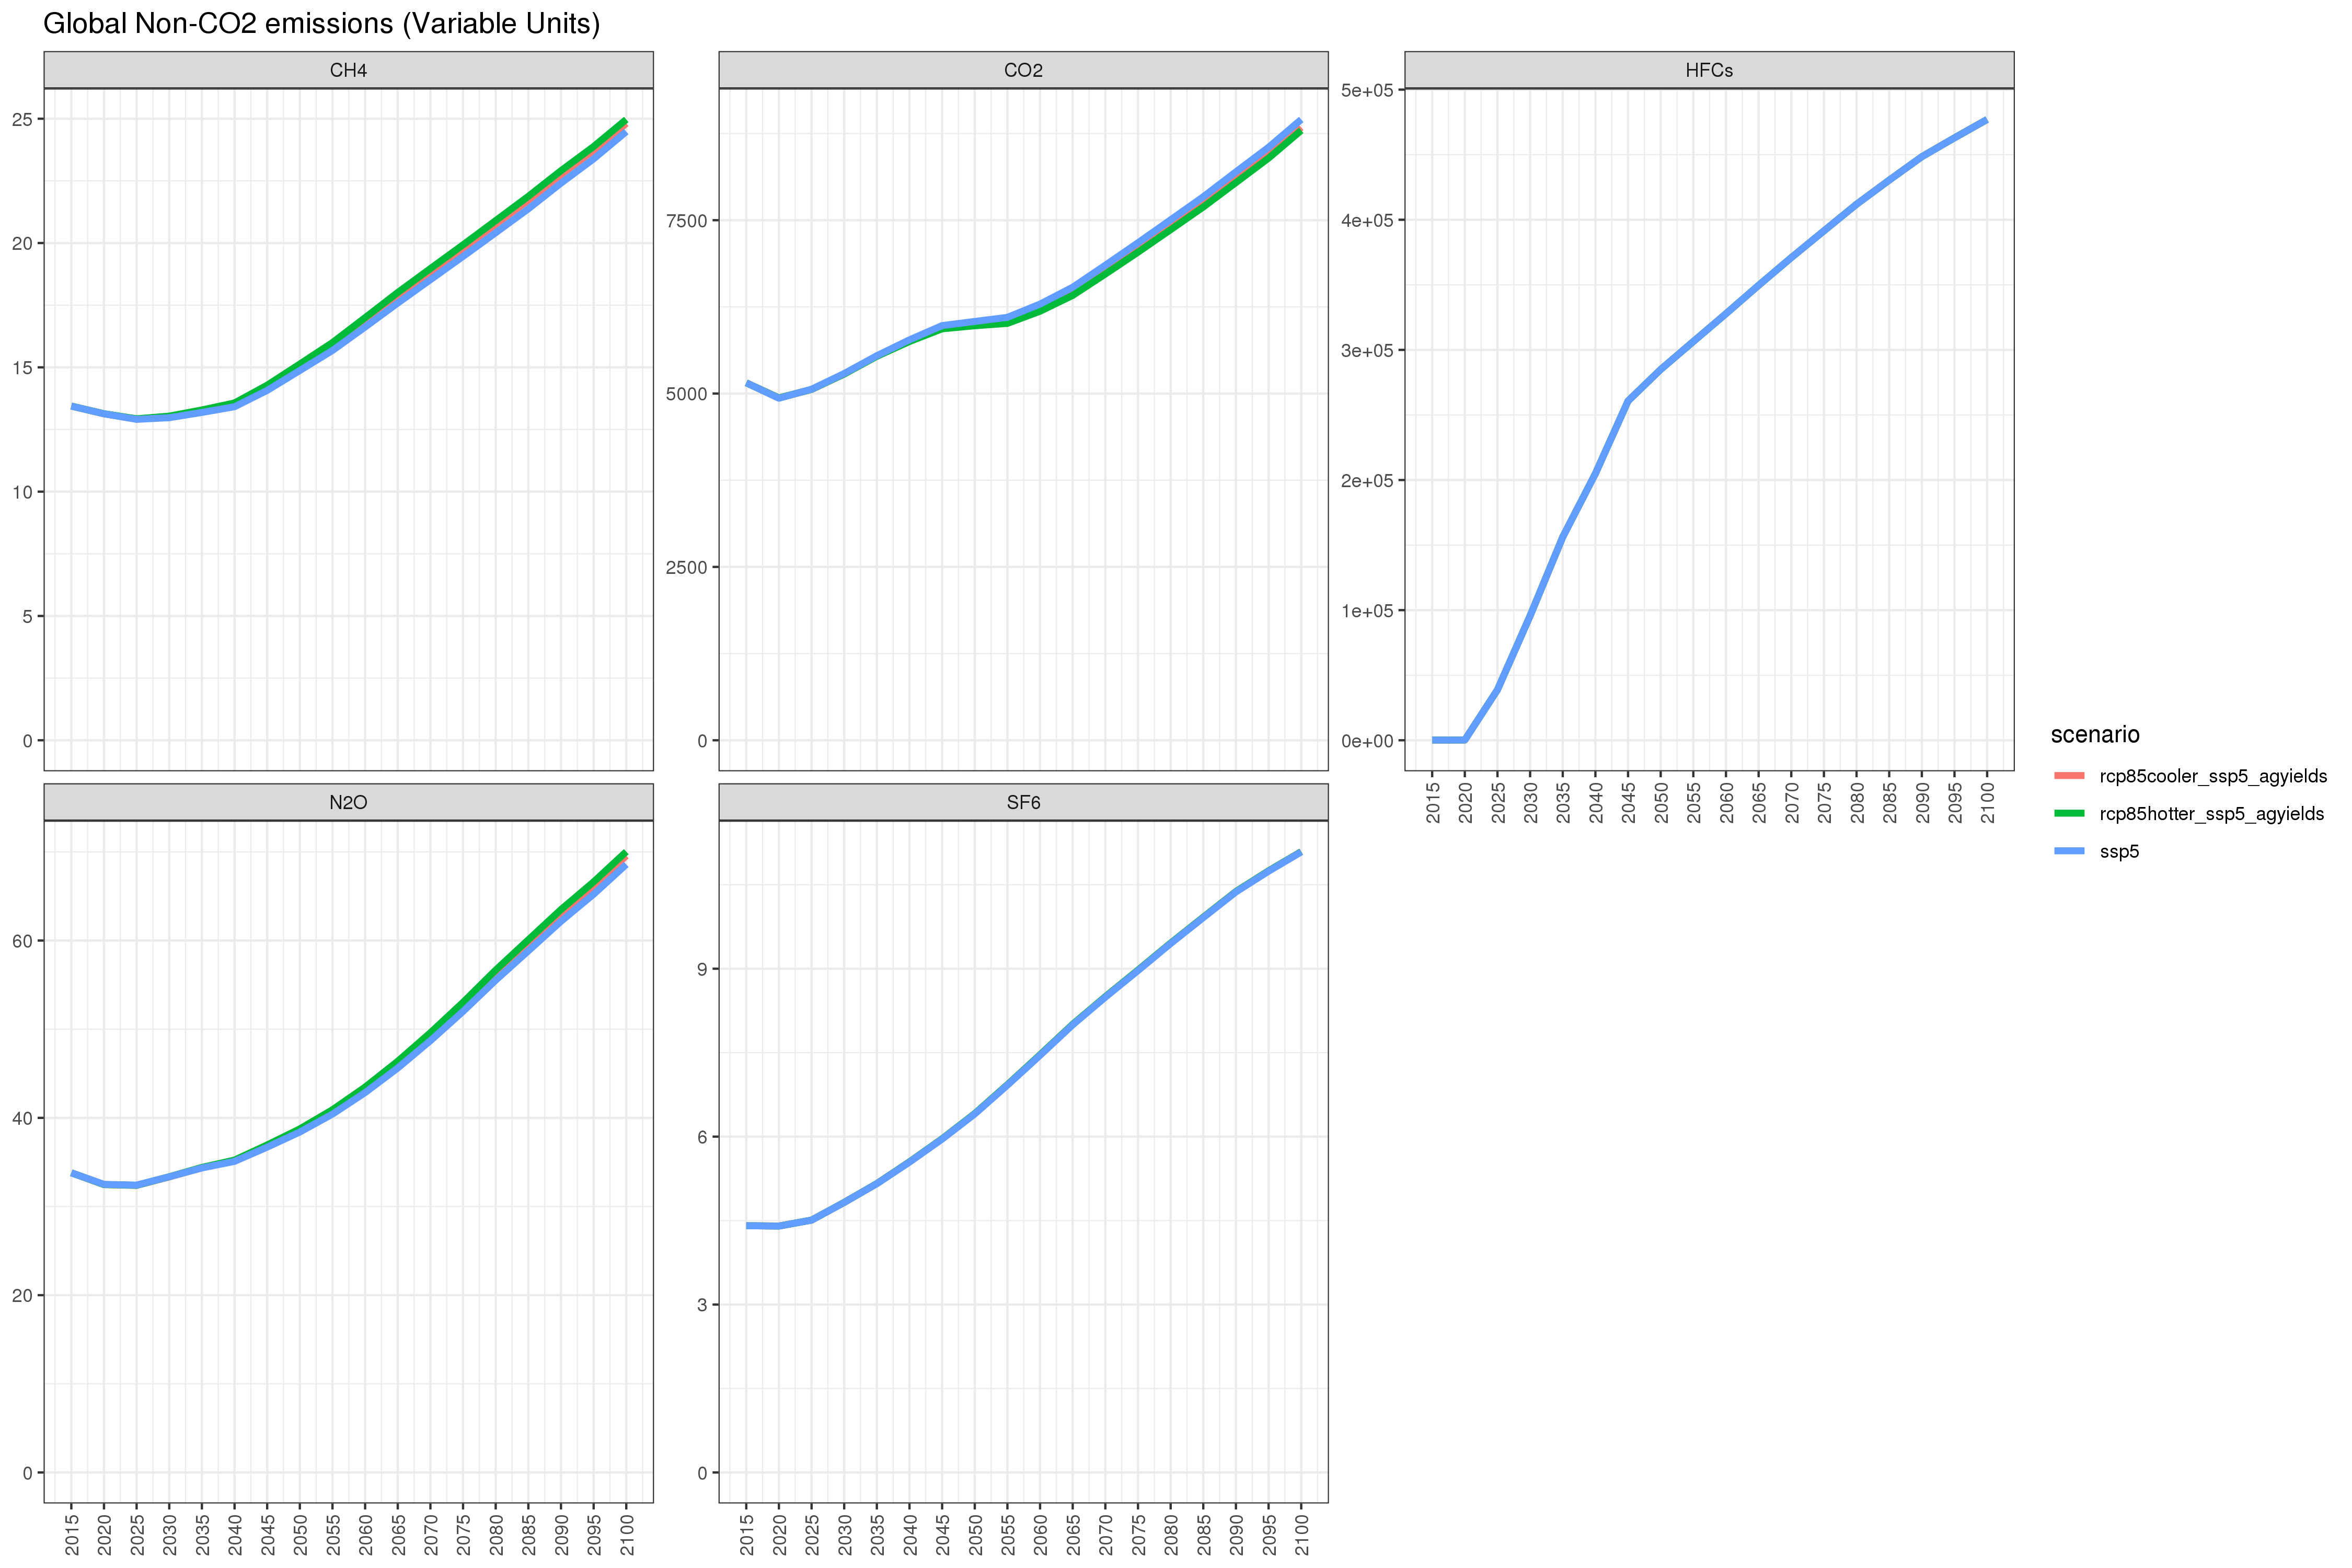 Global Non-CO2 emissions (Variable Units)
CH4
CO2
HFCs
25
20
15
10
5
0
7500
5000
2500
0
5e+05
4e+05
3e+05
2e+05
1e+05
0e+00
2015 2020 2025 2030 2035 2040 2045 2050 2055 2060 2065 2070 2075 2080 2085 2090 2095 2100
N2O
SF6
60
40
20
0
9
6
3
0
2015 2020 2025 2030 2035 2040 2045 2050 2055 2060 2065 2070 2075 2080 2085 2090 2095 2100
2015 2020 2025 2030 2035 2040 2045 2050 2055 2060 2065 2070 2075 2080 2085 2090 2095 2100
scenario
rcp85cooler_ssp5_agyields
rcp85hotter_ssp5_agyields
ssp5